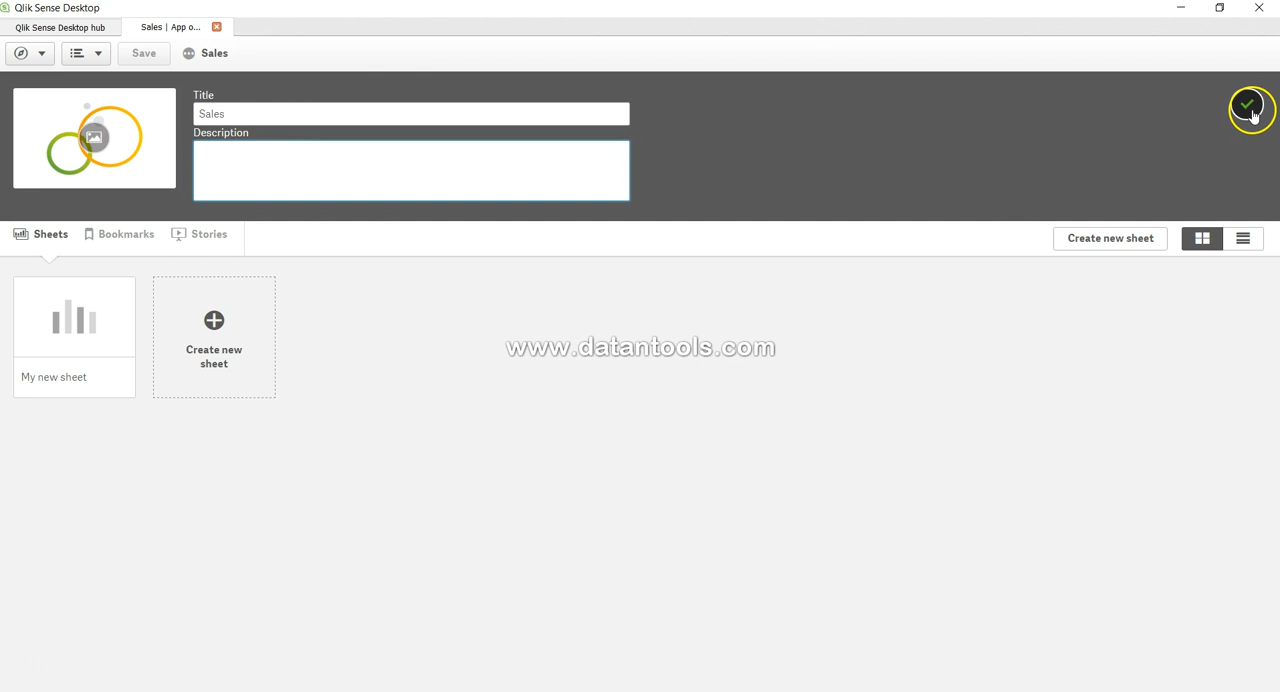 Qlik Sense Desktop
Qlik Sense Desktop hub
Sales | App o...
Save
Sales
Title
Sales
Description
Sheets
Bookmarks
Stories
Create new sheet
My new sheet
Create new
sheet
www.datantools.com